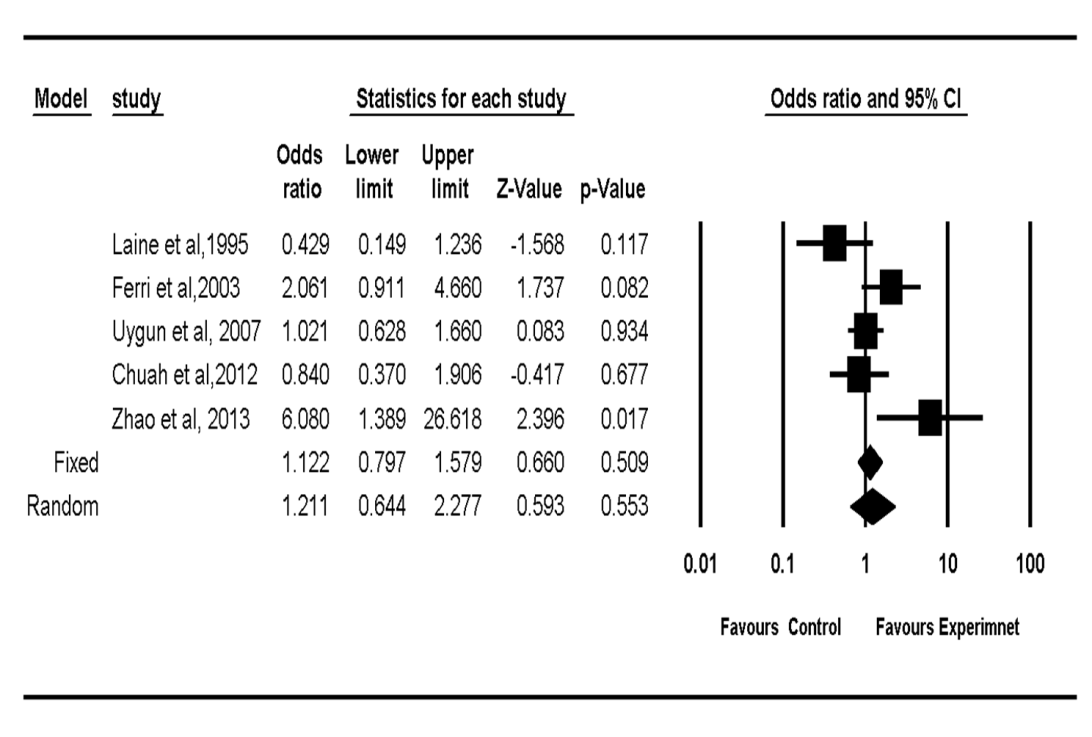 Model study Statistics for each study Odds ratio and 95% CI
Odds Lower Upper
ratio limit limit Z-Value p-Value
Laine et al,1995 0.429 0.149 1.236 -1.568 0.117
Ferri et al,2003 2.061 0.911 4.660 1.737 0.082
Uygun et al, 2007 1.021 0.628 1.660 0.083 0.934
Chuah et al,2012 0.840 0.370 1.906 -0.417 0.677
Zhao et al, 2013 6.080 1.389 26.618 2.396 0.017
Fixed 1.122 0.797 1.579 0.660 0.509
Random 1.211 0.644 2.277 0.593 0.553
0.01 0.1 1 10 100
Favours Control Favours Experimnet